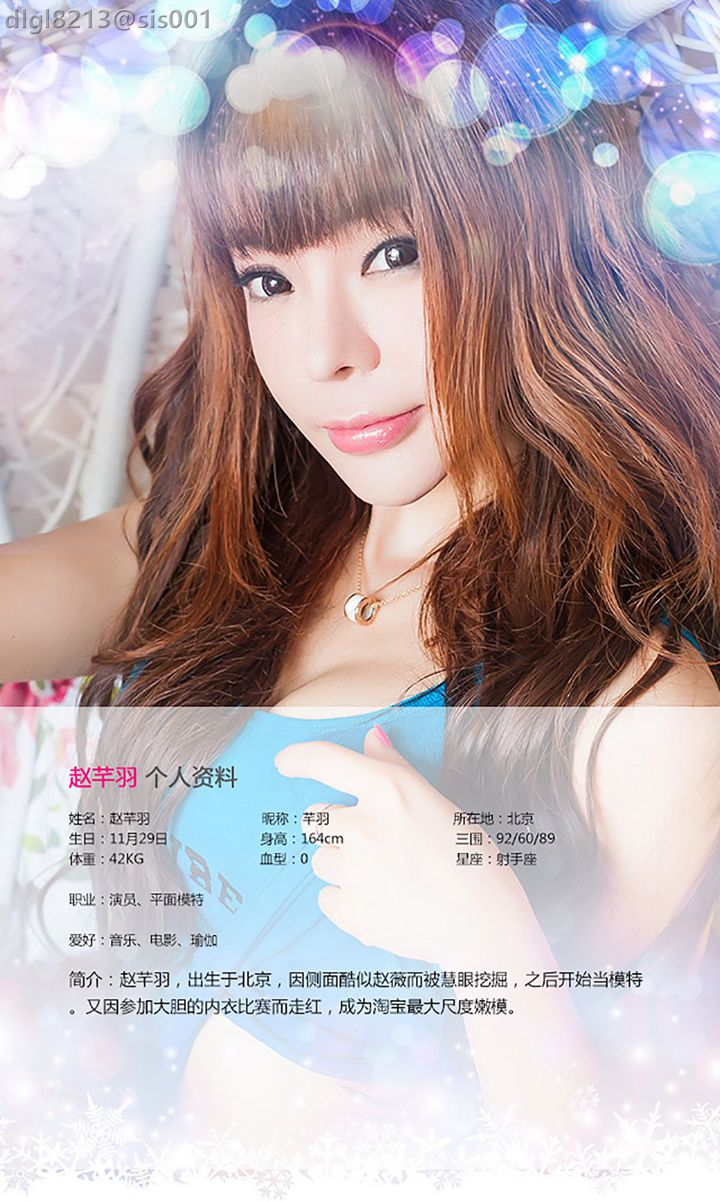 dlgl8213@sis001
赵芊羽 个人资料
姓名：赵芊羽 昵称：芊羽 所在地：北京
生日：11月29日 身高：164cm 三围：92/60/89
体重：42KG 血型：O 星座：射手座
职业：演员、平面模特
爱好：音乐、电影、瑜伽
简介：赵芊羽，出生于北京，因侧面酷似赵薇而被慧眼挖掘，之后开始当模特
。又因参加大胆的内衣比赛而走红，成为淘宝最大尺度嫩模。